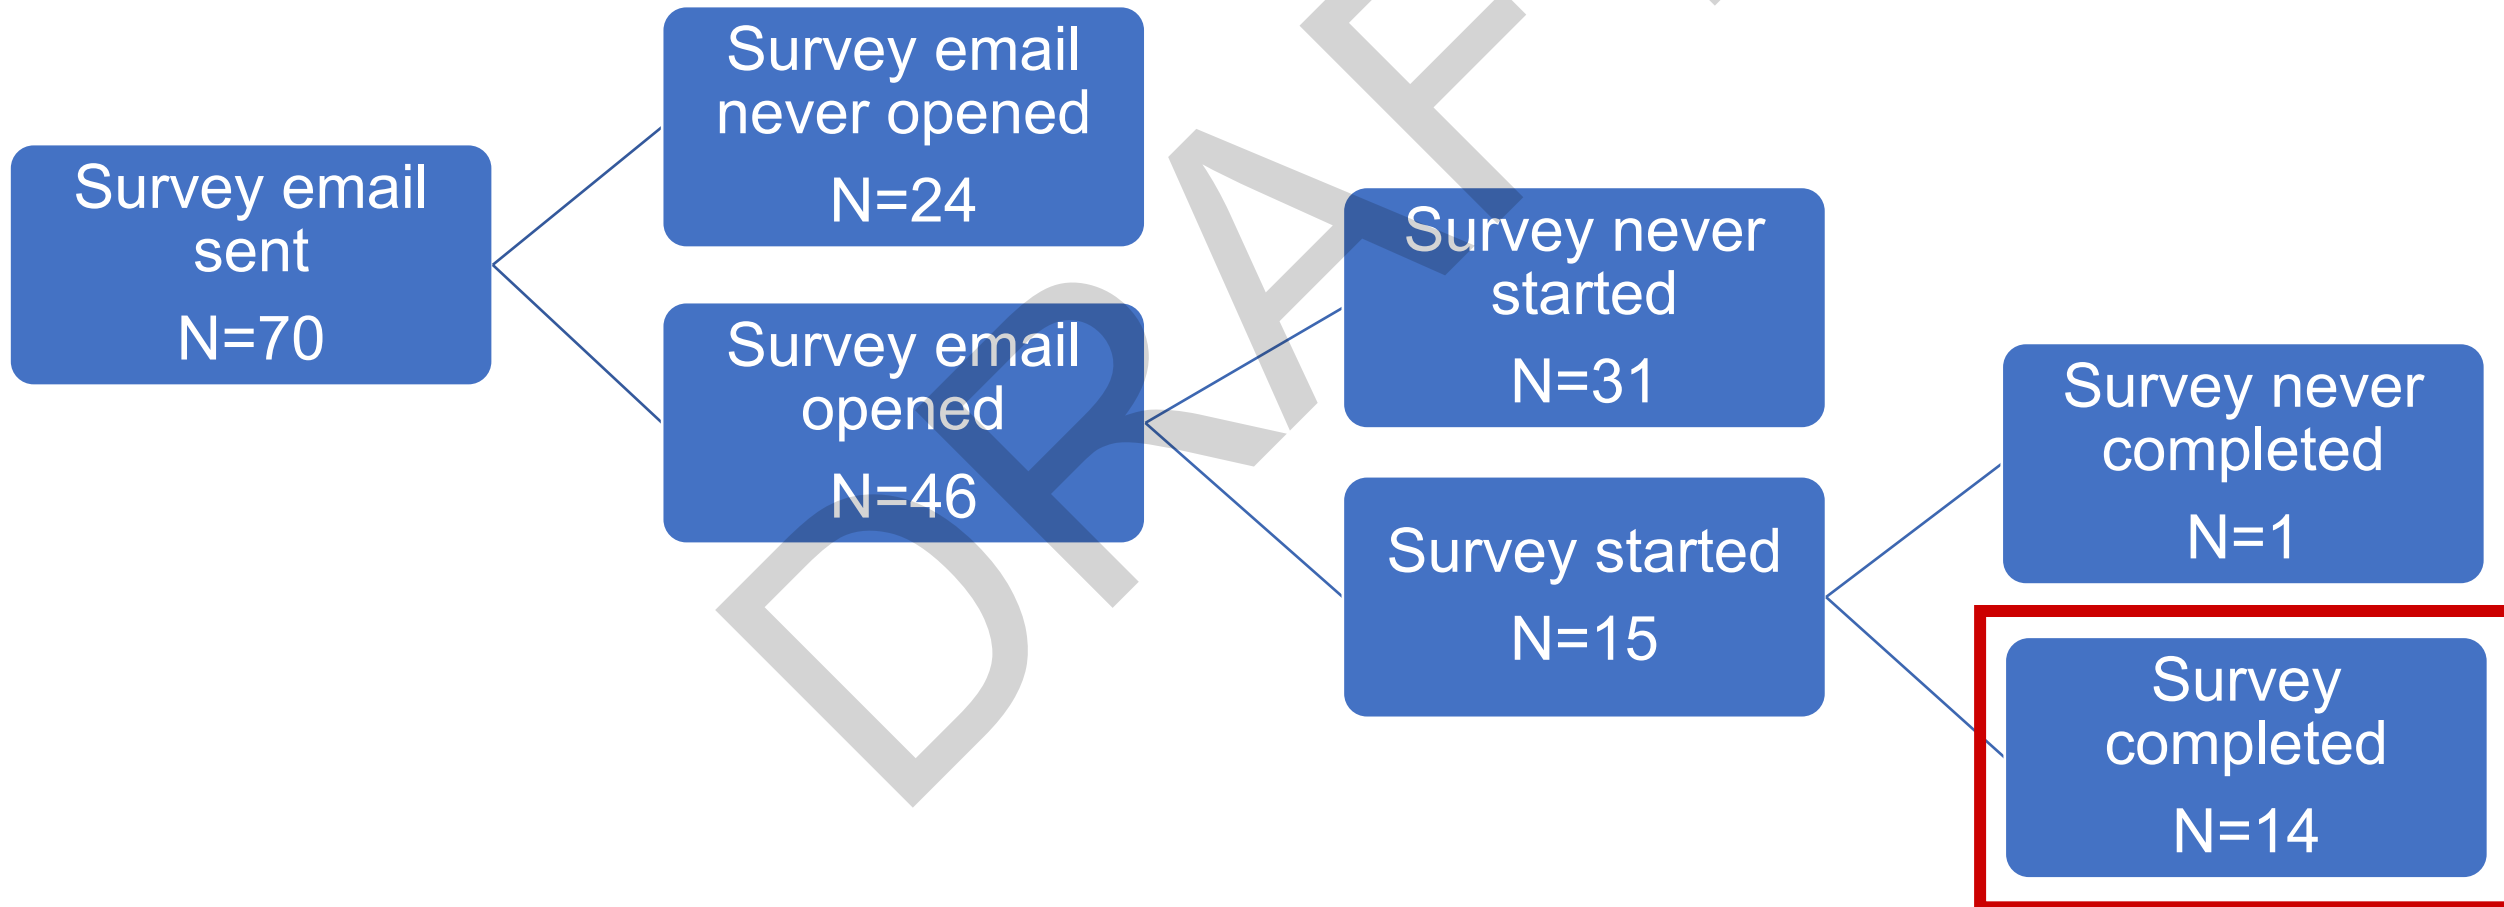 Survey email
sent
N=70
Survey email
never opened
N=24
Survey email
opened
N=46
Survey never
started
N=31
Survey started
N=15
Survey never
completed
N=1
Survey
completed
N=14
DRAF